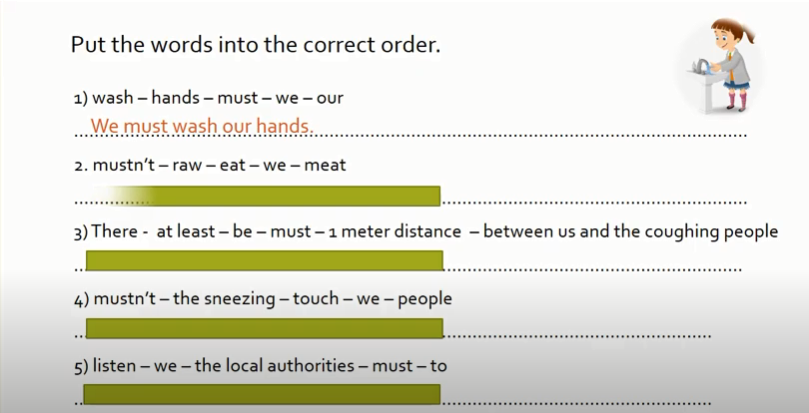 Put the words into the correct order.
1) wash – hands – must – we – our
We must wash our hands.
2. mustn't – raw – eat – we – meat
3) There - at least – be – must – 1 meter distance – between us and the coughing people
4) mustn't – the sneezing – touch – we – people
5) listen – we – the local authorities – must – to